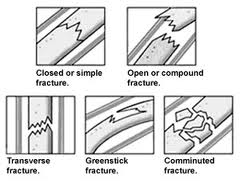 Closed or simple
fracture.
Open or compound
fracture.
Transverse
fracture.
Greenstick
fracture.
Comminuted
fracture.